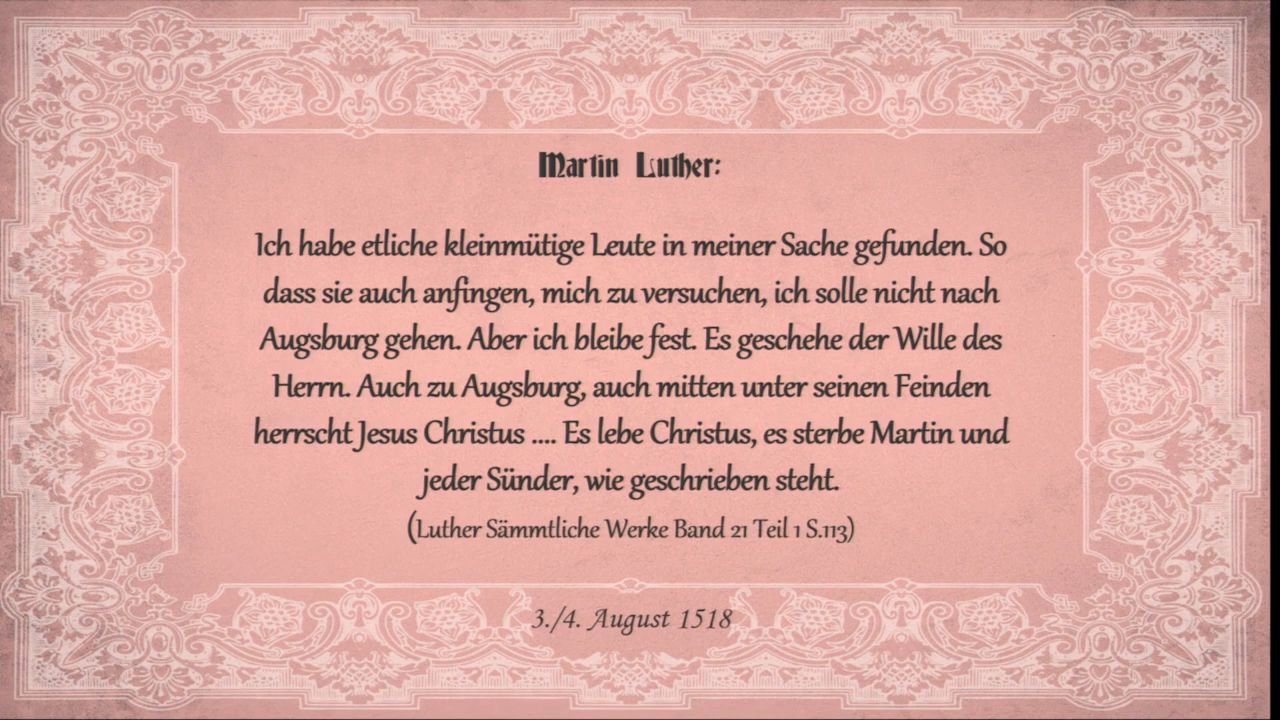 Martin Luther:
Ich habe etliche kleinmütige Leute in meiner Sache gefunden. So
dass sie auch anfingen, mich zu versuchen, ich solle nicht nach
Augsburg gehen. Aber ich bleibe fest. Es geschehe der Wille des
Herrn. Auch zu Augsburg, auch mitten unter seinen Feinden
herrscht Jesus Christus .... Es lebe Christus, es sterbe Martin und
jeder Sünder, wie geschrieben steht.
(Luther Sämmtliche Werke Band 21 Teil 1 S.113)
3./4. August 1518